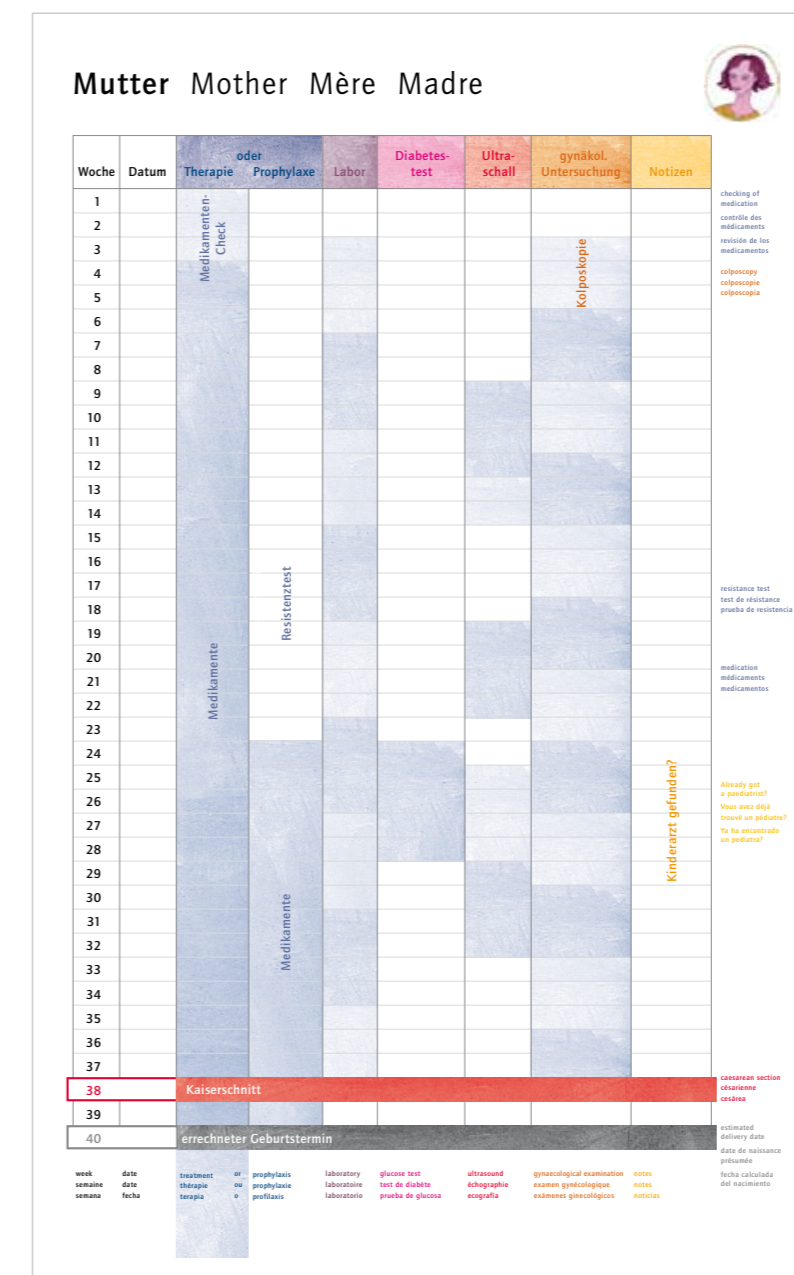 Mutter Mother Mère Madre
oder
Diabetes-
Ultra-
gynäkol.
Woche Datum Therapie Prophylaxe Labor test schall Untersuchung Notizen
1
2
3
4
5
6
7
8
9
10
11
12
13
14
15
16
17
18
19
20
21
22
23
24
25
26
27
28
29
30
31
32
33
34
35
36
37
38 Kaiserschnitt
39
40 errechneter Geburtstermin
Medikamenten-
Check
Medikamente
Resistenztest
Medikamente
Kolposkopie
Kinderarzt gefunden?
checking of
medication
contrôle des
médicaments
revisión de los
medicamentos
colposcopy
colposcopie
colposcopia
resistance test
test de résistance
prueba de resistencia
medication
médicaments
medicamentos
Already got
a paediatrist?
Vous avez déjà
trouvé un pédiatre?
Ya ha encontrado
un pediatra?
caesarean section
césarienne
cesárea
estimated
delivery date
date de naissance
présumée
fecha calculada
del nacimiento
week date treatment or prophylaxis laboratory glucose test ultrasound gynaecological examination notes
semaine date thérapie ou prophylaxie laboratoire test de diabète échographie examen gynécologique notes
semana fecha terapia o profilaxis laboratorio prueba de glucosa ecografía exámenes ginecológicos noticias